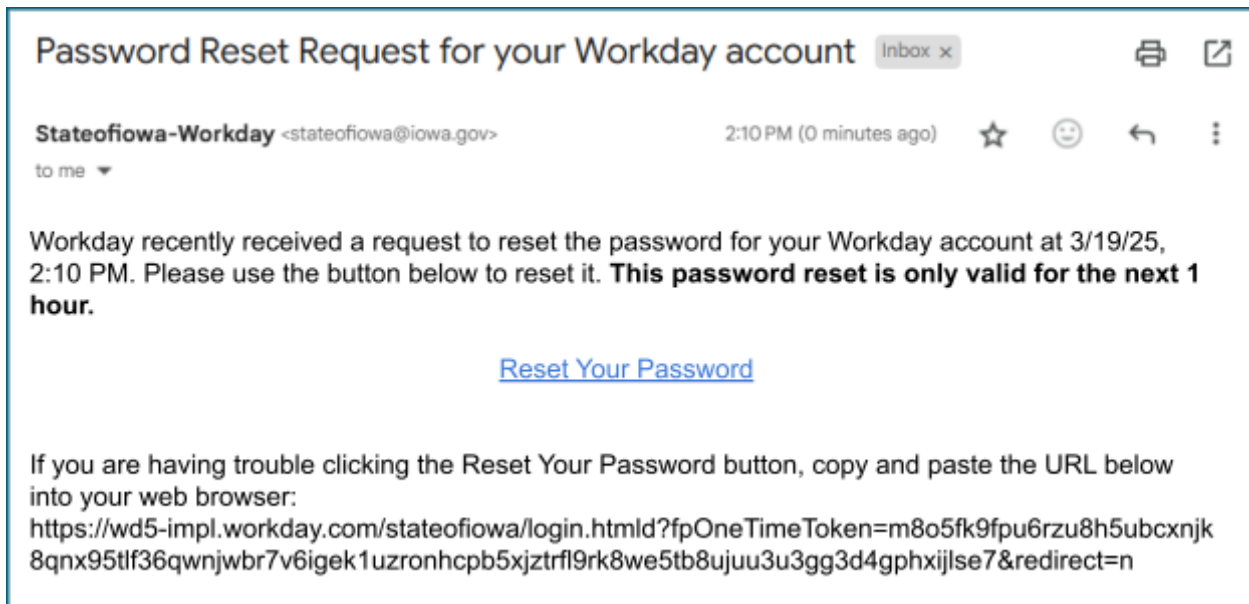 Password Reset Request for your Workday account Inbox x
Stateofiowa-Workday <stateofiowa@iowa.gov> 2:10 PM (0 minutes ago)
to me
Workday recently received a request to reset the password for your Workday account at 3/19/25,
2:10 PM. Please use the button below to reset it. This password reset is only valid for the next 1
hour.
Reset Your Password
If you are having trouble clicking the Reset Your Password button, copy and paste the URL below
into your web browser:
https://wd5-impl.workday.com/stateofiowa/login.htmld?fpOneTimeToken=m8o5fk9fpu6rzu8h5ubcxnjk
8qnx95tlf36qwnjwbr7v6igek1uzronhcpb5xjztrfl9rk8we5tb8ujuu3u3gg3d4gphxijlse7&redirect=n